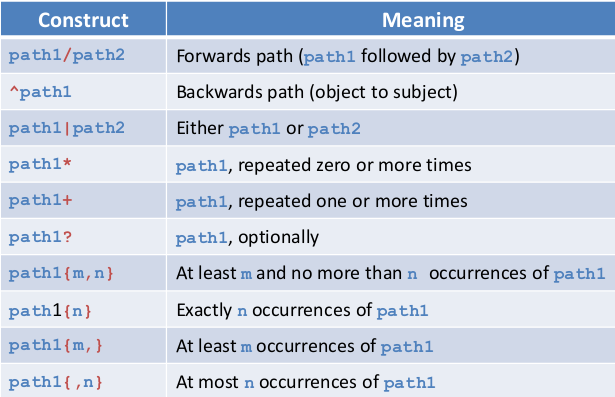 Construct Meaning
path1/path2 Forwards path (path1 followed by path2)
^path1 Backwards path (object to subject)
path1|path2 Either path1 or path2
path1* path1, repeated zero or more times
path1+ path1, repeated one or more times
path1? path1, optionally
path1{m,n} At least m and no more than n occurrences of path1
path1{n} Exactly n occurrences of path1
path1{m,} At least m occurrences of path1
path1{,n} At most n occurrences of path1